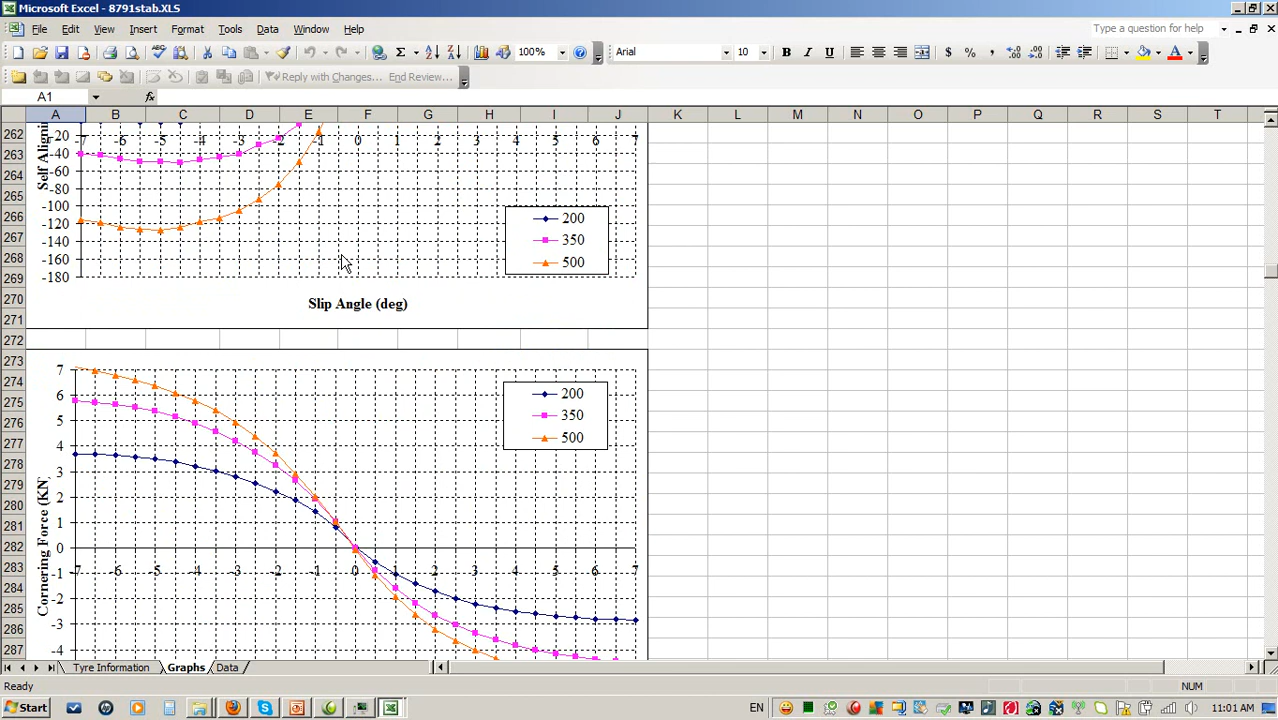 Microsoft Excel - 8791stab.XLS
File Edit View Insert Format Tools Data Window Help
Type a question for help
100%
Arial
10
B I U
$ % ,
Reply with Changes... End Review...
A1
fx
A B C D E F G H I J K L M N O P Q R S T
262
263
264
265
266
267
268
269
270
271
272
273
274
275
276
277
278
279
280
281
282
283
284
285
286
287
-20
-40
-60
-80
-100
-120
-140
-160
-180
-7 -6 -5 -4 -3 -2 -1 0 1 2 3 4 5 6 7
200
350
500
Slip Angle (deg)
7
6
5
4
3
2
1
0
-1
-2
-3
-4
Cornering Force (KN
-7 -6 -5 -4 -3 -2 -1 0 1 2 3 4 5 6 7
200
350
500
Tyre Information Graphs Data
Ready
NUM
Start
EN
11:01 AM